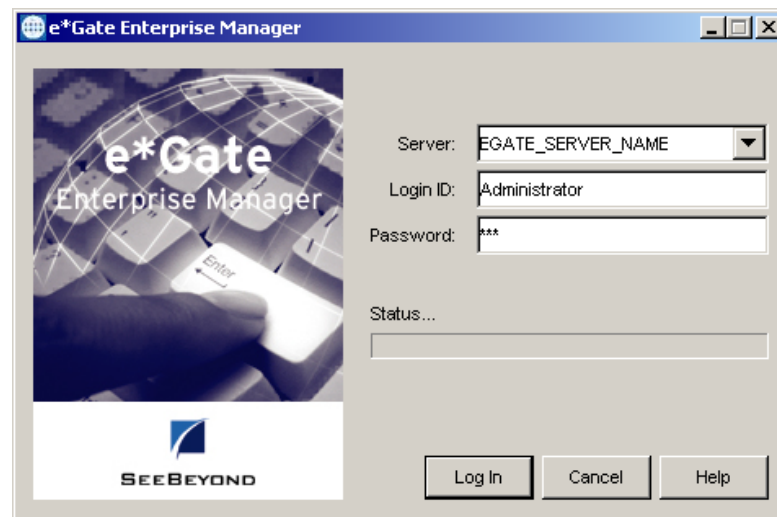 e*Gate Enterprise Manager
e*Gate
Enterprise Manager
Enter
SEEBEYOND
Server: EGATE_SERVER_NAME
Login ID: Administrator
Password: ***
Status...
Log In Cancel Help